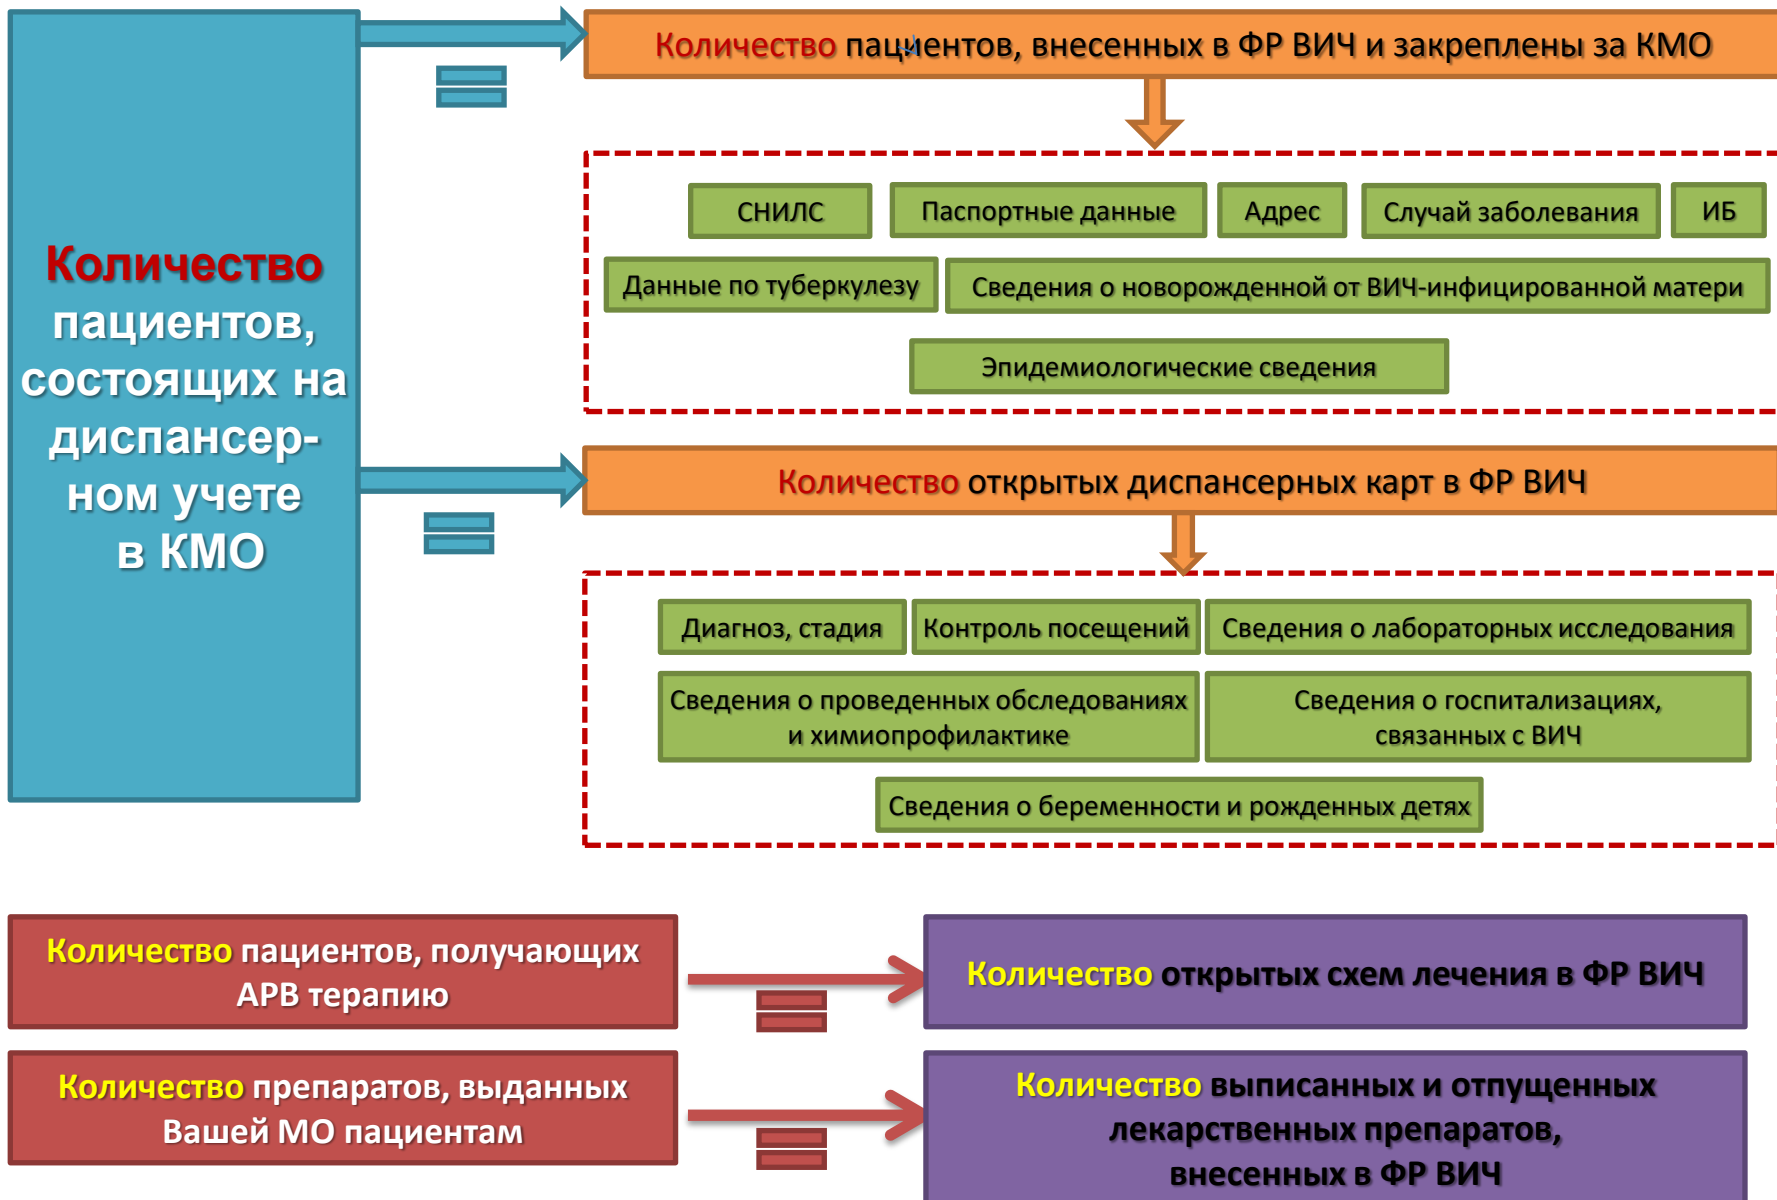 Количество
пациентов,
состоящих на
диспансер-
ном учете
в КМО
Количество пациентов, внесенных в ФР ВИЧ и закреплены за КМО
СНИЛС
Паспортные данные
Адрес
Случай заболевания
ИБ
Данные по туберкулезу
Сведения о новорожденной от ВИЧ-инфицированной матери
Эпидемиологические сведения
Количество открытых диспансерных карт в ФР ВИЧ
Диагноз, стадия
Контроль посещений
Сведения о лабораторных исследования
Сведения о проведенных обследованиях
и химиопрофилактике
Сведения о госпитализациях,
связанных с ВИЧ
Сведения о беременности и рожденных детях
Количество пациентов, получающих
АРВ терапию
Количество открытых схем лечения в ФР ВИЧ
Количество препаратов, выданных
Вашей МО пациентам
Количество выписанных и отпущенных
лекарственных препаратов,
внесенных в ФР ВИЧ